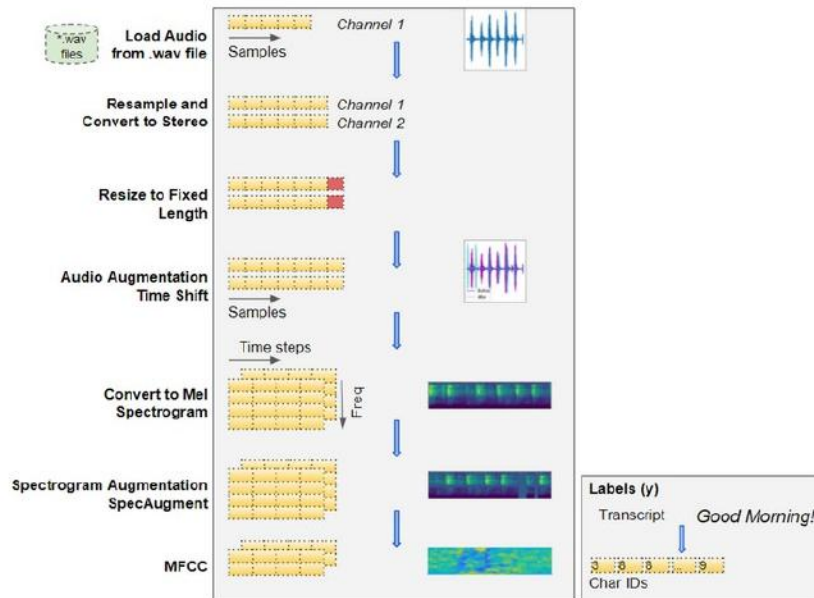 *.wav
files
Load Audio
from .wav file
Channel 1
Samples
Resample and
Convert to Stereo
Channel 1
Channel 2
Resize to Fixed
Length
Audio Augmentation
Time Shift
Samples
Time steps
Convert to Mel
Spectrogram
Freq
Spectrogram Augmentation
SpecAugment
MFCC
Labels (y)
Transcript
Good Morning!
3 8 8 .. 9
Char IDs